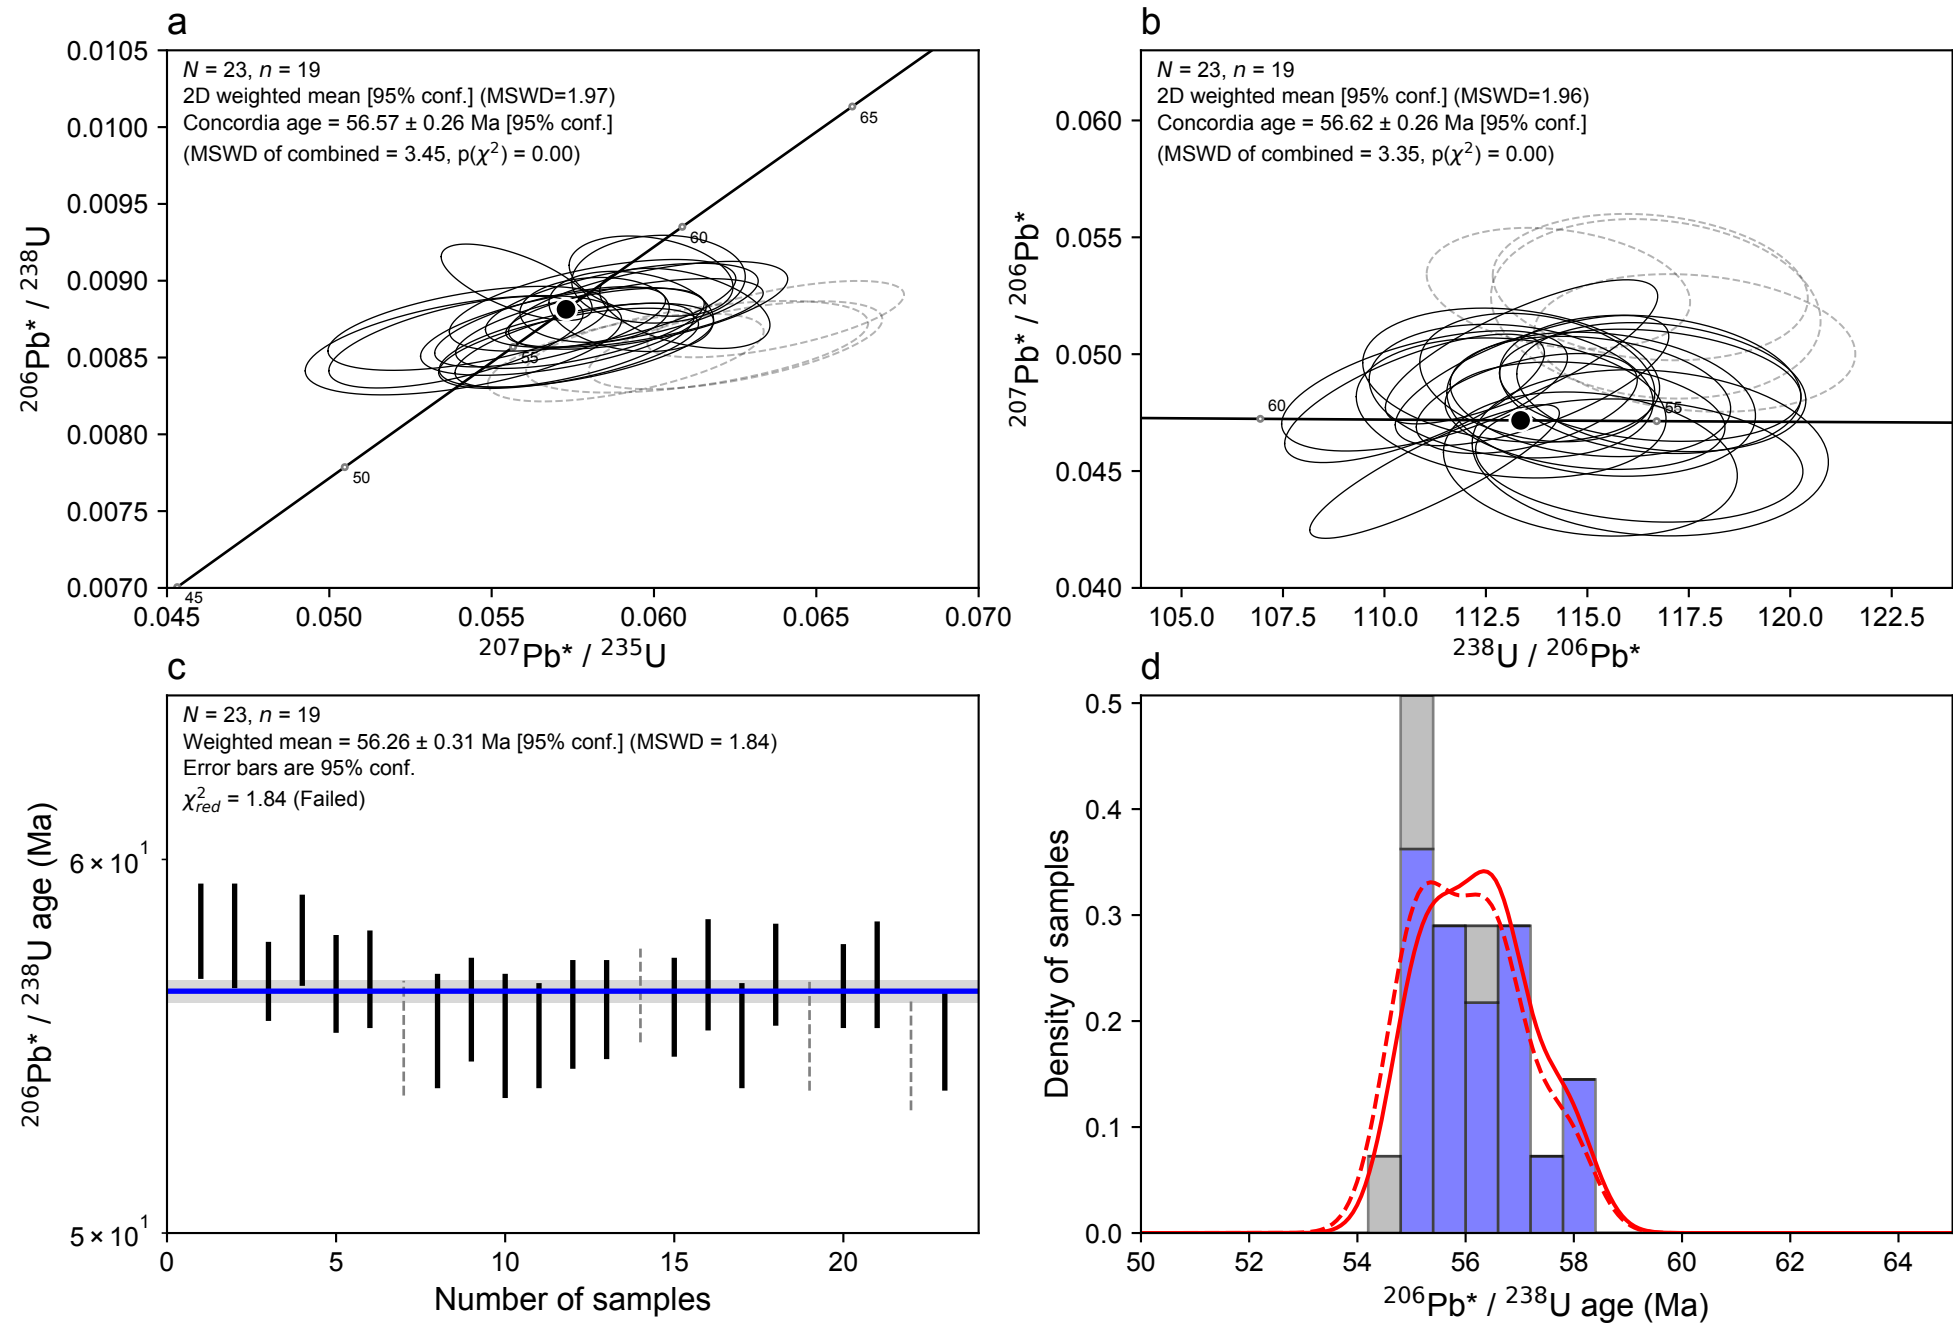 a
N = 23, n = 19
2D weighted mean [95% conf.] (MSWD=1.97)
Concordia age = 56.57 ± 0.26 Ma [95% conf.]
(MSWD of combined = 3.45, p(χ²) = 0.00)
0.0105
0.0100
0.0095
0.0090
0.0085
0.0080
0.0075
0.0070
²⁰⁶Pb* / ²³⁸U
65
60
55
50
45
0.045
0.050
0.055
0.060
0.065
0.070
²⁰⁷Pb* / ²³⁵U
b
N = 23, n = 19
2D weighted mean [95% conf.] (MSWD=1.96)
Concordia age = 56.62 ± 0.26 Ma [95% conf.]
(MSWD of combined = 3.35, p(χ²) = 0.00)
0.060
0.055
0.050
0.045
0.040
²⁰⁷Pb* / ²⁰⁶Pb*
60
55
105.0
107.5
110.0
112.5
115.0
117.5
120.0
122.5
²³⁸U / ²⁰⁶Pb*
c
N = 23, n = 19
Weighted mean = 56.26 ± 0.31 Ma [95% conf.] (MSWD = 1.84)
Error bars are 95% conf.
χ²red = 1.84 (Failed)
6 × 10¹
5 × 10¹
²⁰⁶Pb* / ²³⁸U age (Ma)
0
5
10
15
20
Number of samples
d
0.5
0.4
0.3
0.2
0.1
0.0
Density of samples
50
52
54
56
58
60
62
64
²⁰⁶Pb* / ²³⁸U age (Ma)